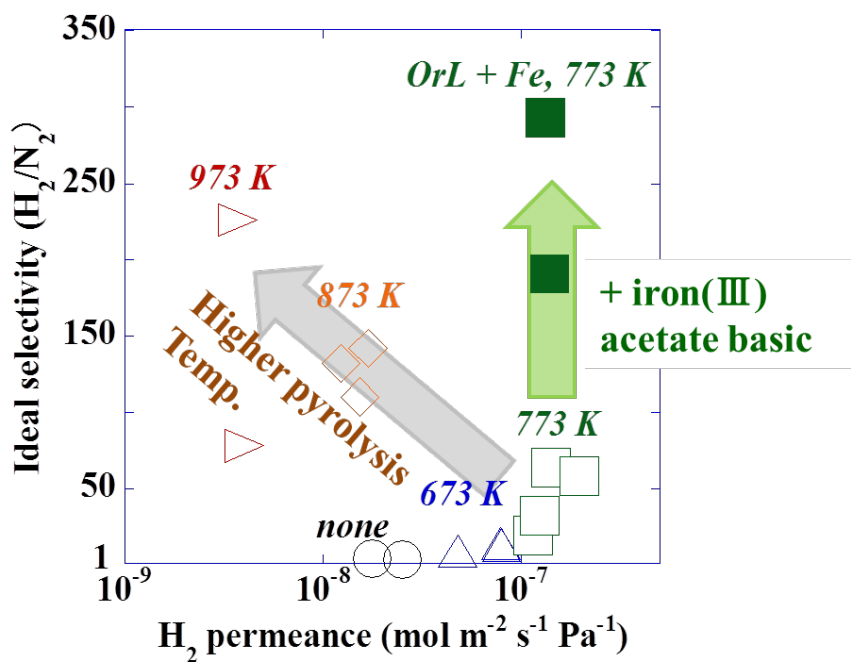 350
OrL + Fe, 773 K
250
973 K
150
873 K
+ iron(Ⅲ)
acetate basic
Higher pyrolysis
Temp.
773 K
50
673 K
none
1
10⁻⁹
10⁻⁸
10⁻⁷
Ideal selectivity (H₂/N₂)
H₂ permeance (mol m⁻² s⁻¹ Pa⁻¹)